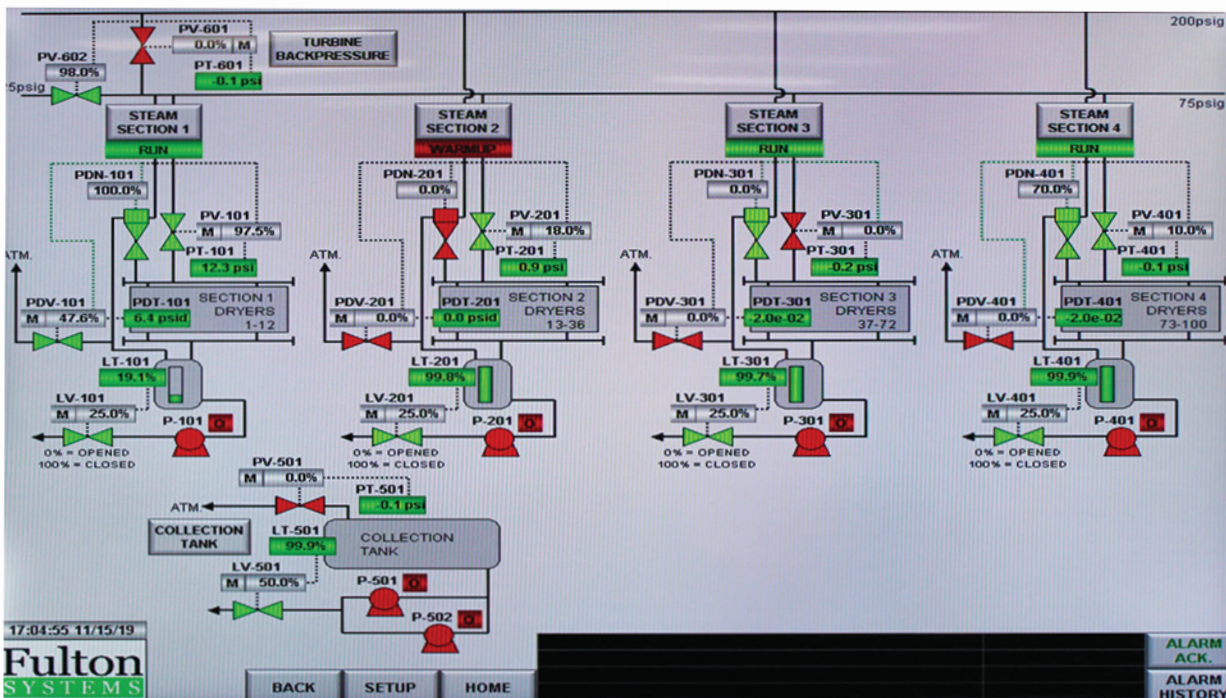 PV-601
0.0% M
TURBINE
BACKPRESSURE
200psig
PV-602
98.0%
PT-601
-0.1 psi
5psig
75psig
STEAM
SECTION 1
RUN
STEAM
SECTION 2
WARMUP
STEAM
SECTION 3
RUN
STEAM
SECTION 4
RUN
PDN-101
100.0%
PV-101
M 97.5%
PT-101
12.3 psi
ATM.
PDV-101
M 47.6%
PDT-101
6.4 psid
SECTION 1
DRYERS
1-12
LT-101
19.1%
LV-101
M 25.0%
P-101
O
0% = OPENED
100% = CLOSED
PDN-201
0.0%
PV-201
M 18.0%
PT-201
0.9 psi
ATM.
PDV-201
M 0.0%
PDT-201
0.0 psid
SECTION 2
DRYERS
13-36
LT-201
99.8%
LV-201
M 25.0%
P-201
O
0% = OPENED
100% = CLOSED
PDN-301
0.0%
PV-301
M 0.0%
PT-301
-0.2 psi
ATM.
PDV-301
M 0.0%
PDT-301
-2.0e-02
SECTION 3
DRYERS
37-72
LT-301
99.7%
LV-301
M 25.0%
P-301
O
0% = OPENED
100% = CLOSED
PDN-401
70.0%
PV-401
M 10.0%
PT-401
-0.1 psi
ATM.
PDV-401
M 0.0%
PDT-401
-2.0e-02
SECTION 4
DRYERS
73-100
LT-401
99.9%
LV-401
M 25.0%
P-401
O
0% = OPENED
100% = CLOSED
PV-501
M 0.0%
PT-501
-0.1 psi
ATM.
COLLECTION
TANK
LT-501
99.9%
COLLECTION
TANK
LV-501
M 50.0%
P-501
O
P-502
O
17:04:55 11/15/19
Fulton
SYSTEMS
BACK
SETUP
HOME
ALARM
ACK.
ALARM
HISTORY